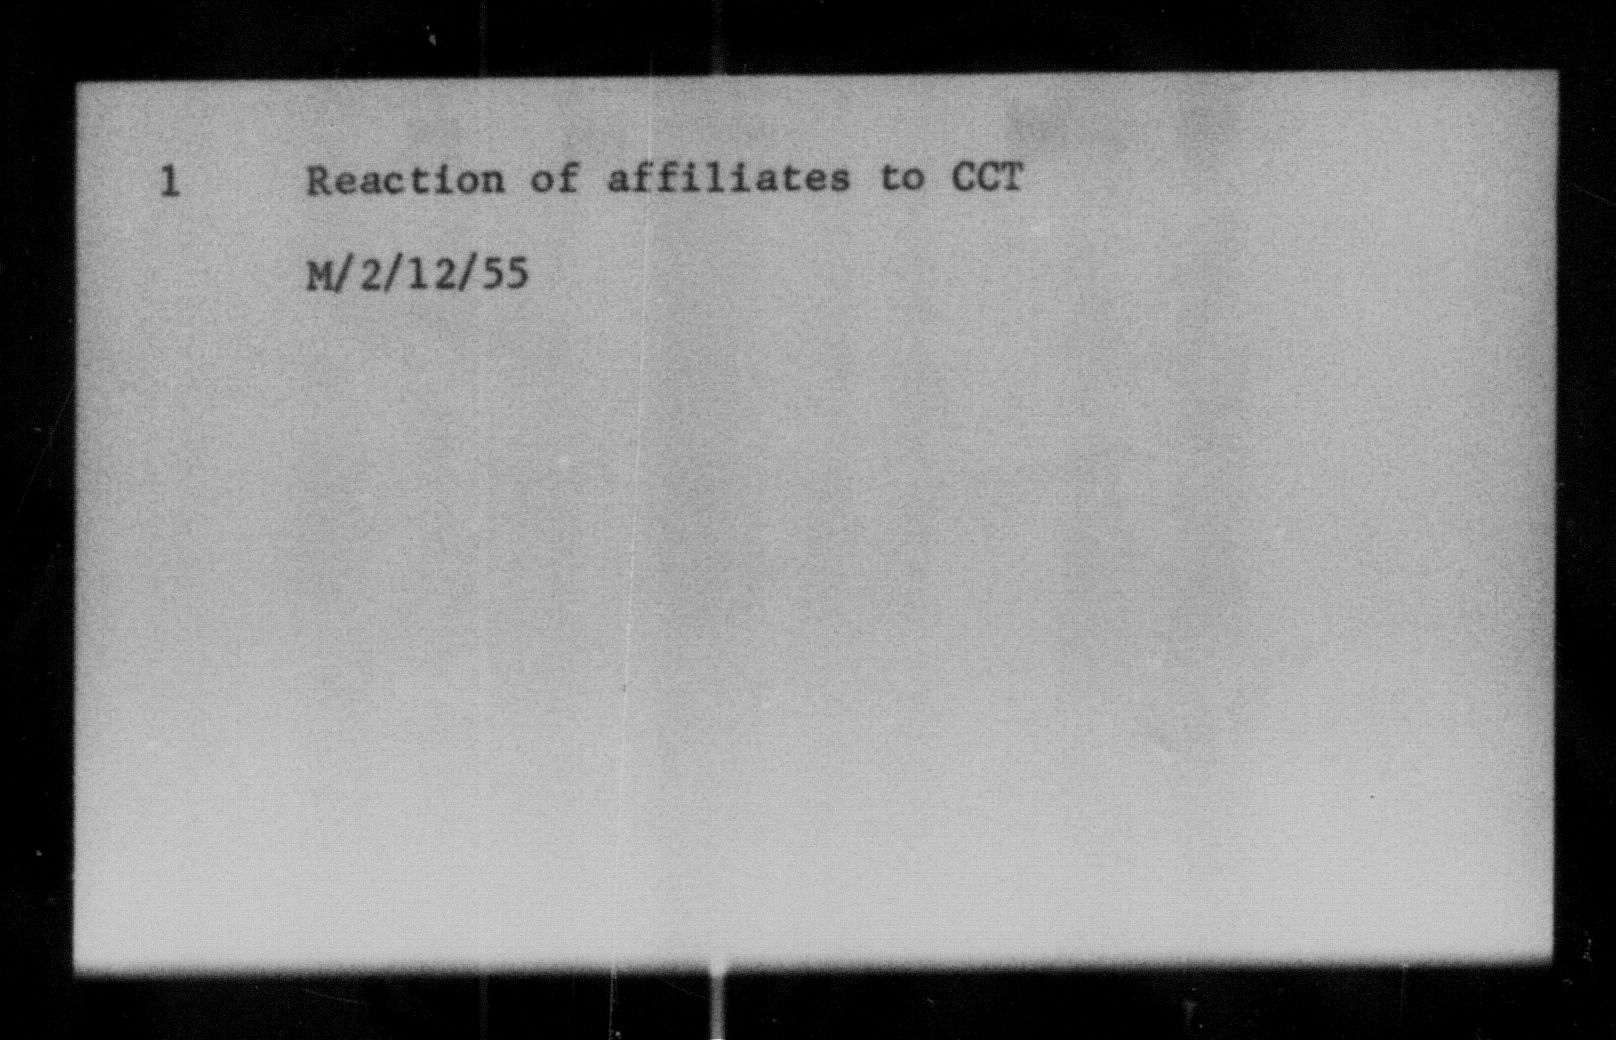 1 Reaction of affiliates to CCT
M/2/12/55